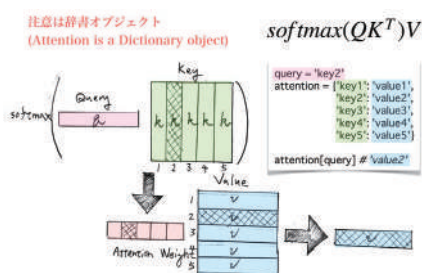 注意は辞書オブジェクト
(Attention is a Dictionary object)
softmax(QKᵀ)V
query = 'key2'
attention = {'key1': 'value1',
'key2': 'value2',
'key3': 'value3',
'key4': 'value4',
'key5': 'value5'}
attention[query] # 'value2'
softmax
Query
Key
q
k k k k k
1 2 3 4 5
Value
1 v
2 v
3 v
4 v
5 v
Attention Weight
v